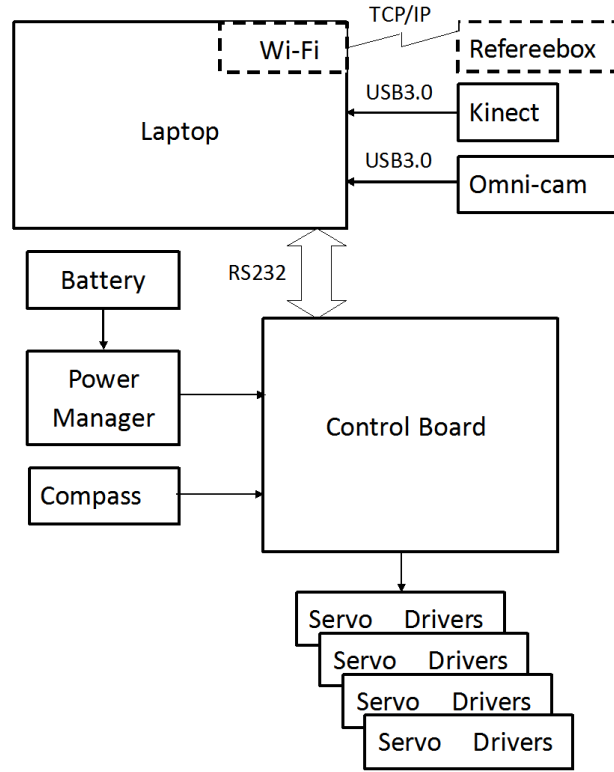 TCP/IP
Wi-Fi
Refereebox
USB3.0
Kinect
Laptop
USB3.0
Omni-cam
RS232
Battery
Power
Manager
Control Board
Compass
Servo Drivers
Servo Drivers
Servo Drivers
Servo Drivers